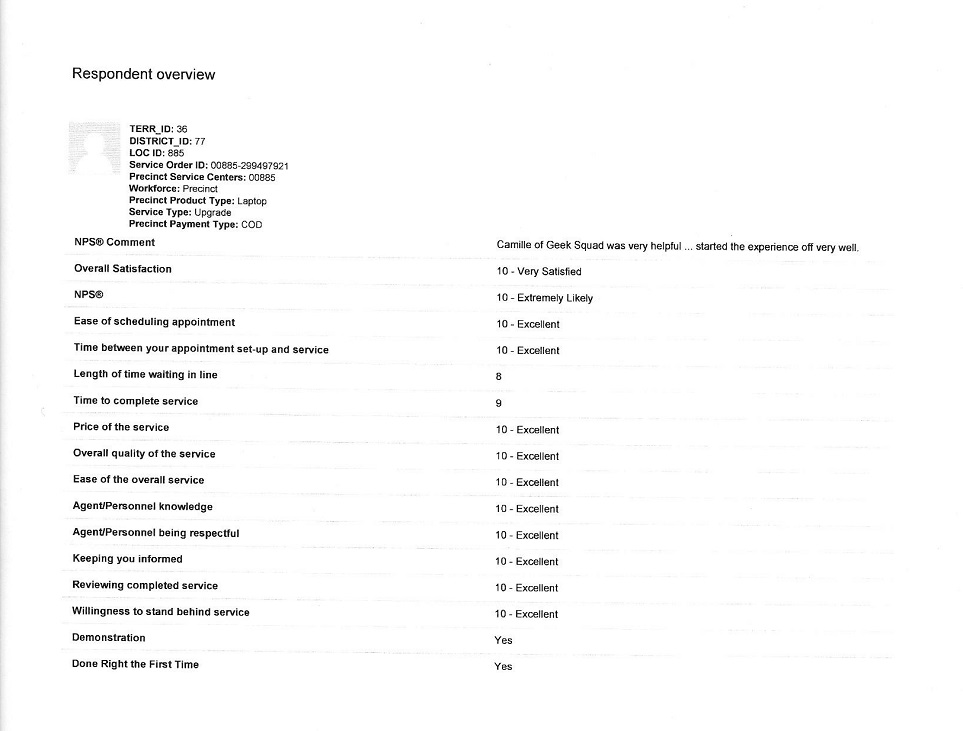 Respondent overview
TERR_ID: 36
DISTRICT_ID: 77
LOC ID: 885
Service Order ID: 00885-299497921
Precinct Service Centers: 00885
Workforce: Precinct
Precinct Product Type: Laptop
Service Type: Upgrade
Precinct Payment Type: COD
NPS® Comment Camille of Geek Squad was very helpful ... started the experience off very well.
Overall Satisfaction 10 - Very Satisfied
NPS® 10 - Extremely Likely
Ease of scheduling appointment 10 - Excellent
Time between your appointment set-up and service 10 - Excellent
Length of time waiting in line 8
Time to complete service 9
Price of the service 10 - Excellent
Overall quality of the service 10 - Excellent
Ease of the overall service 10 - Excellent
Agent/Personnel knowledge 10 - Excellent
Agent/Personnel being respectful 10 - Excellent
Keeping you informed 10 - Excellent
Reviewing completed service 10 - Excellent
Willingness to stand behind service 10 - Excellent
Demonstration Yes
Done Right the First Time Yes